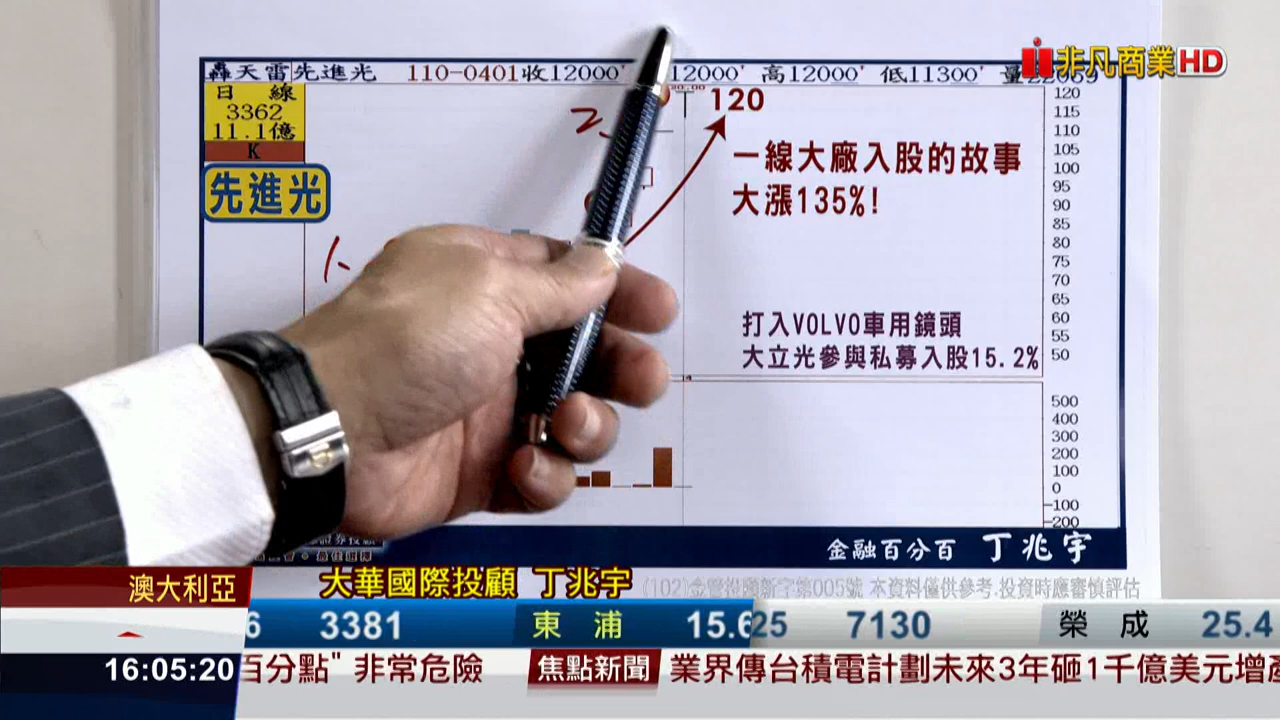 轟天雷先進光 110-0401收12000' 12000' 高12000' 低11300' 量
非凡商業HD
日 線
3362
11.1億
K
先進光
2
120
一線大廠入股的故事
大漲135%!
打入VOLVO車用鏡頭
大立光參與私募入股15.2%
120
115
110
105
100
95
90
85
80
75
70
65
60
55
50
500
400
300
200
100
0
-100
-200
金融百分百 丁兆宇
澳大利亞
大華國際投顧 丁兆宇
(102)金管投顧新字第005號 本資料僅供參考.投資時應審慎評估
6 3381 東 浦 15.6
25 7130 榮 成 25.4
16:05:20
百分點" 非常危險 焦點新聞 業界傳台積電計劃未來3年砸1千億美元增產